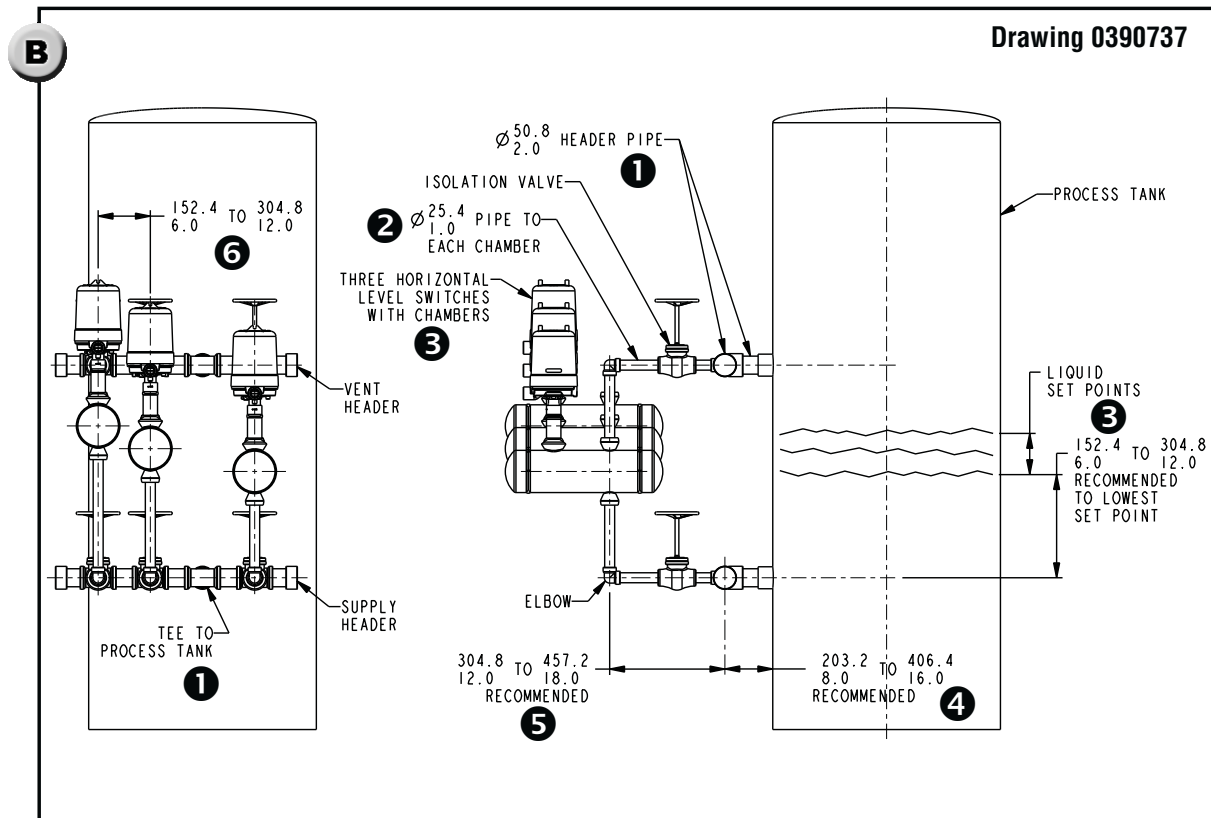 B
Drawing 0390737
152.4 TO 304.8
6.0 12.0
6
VENT
HEADER
SUPPLY
HEADER
TEE TO
PROCESS TANK
1
Ø 50.8 HEADER PIPE
2.0
1
ISOLATION VALVE
2 Ø 25.4 PIPE TO
1.0
EACH CHAMBER
THREE HORIZONTAL
LEVEL SWITCHES
WITH CHAMBERS
3
PROCESS TANK
LIQUID
SET POINTS
3
152.4 TO 304.8
6.0 12.0
RECOMMENDED
TO LOWEST
SET POINT
ELBOW
304.8 TO 457.2
12.0 18.0
RECOMMENDED
5
203.2 TO 406.4
8.0 16.0
RECOMMENDED
4